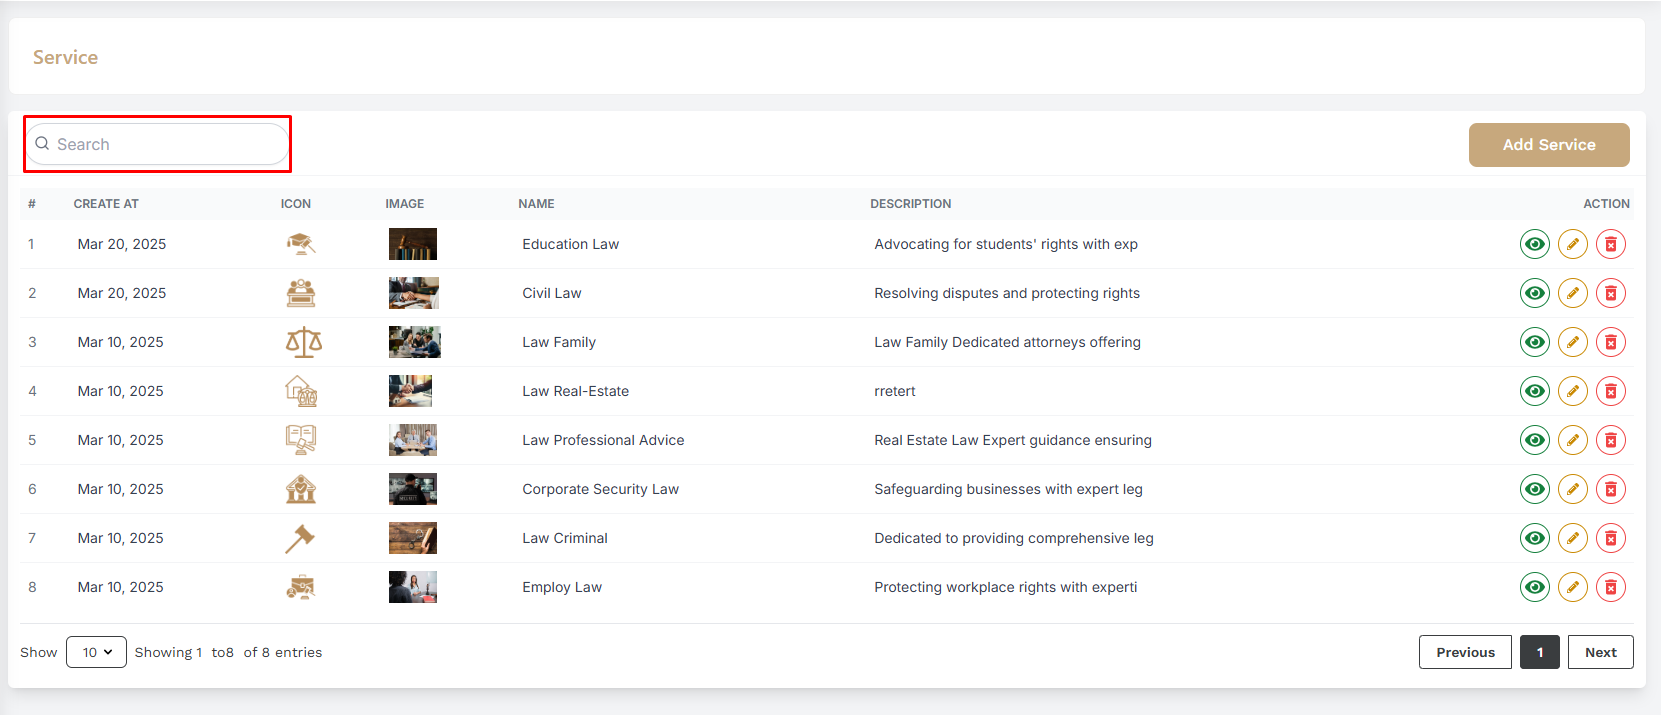 Service
Search
Add Service
# CREATE AT ICON IMAGE NAME DESCRIPTION ACTION
1 Mar 20, 2025 Education Law Advocating for students' rights with exp
2 Mar 20, 2025 Civil Law Resolving disputes and protecting rights
3 Mar 10, 2025 Law Family Law Family Dedicated attorneys offering
4 Mar 10, 2025 Law Real-Estate rretert
5 Mar 10, 2025 Law Professional Advice Real Estate Law Expert guidance ensuring
6 Mar 10, 2025 Corporate Security Law Safeguarding businesses with expert leg
7 Mar 10, 2025 Law Criminal Dedicated to providing comprehensive leg
8 Mar 10, 2025 Employ Law Protecting workplace rights with experti
Show 10 Showing 1 to8 of 8 entries Previous 1 Next